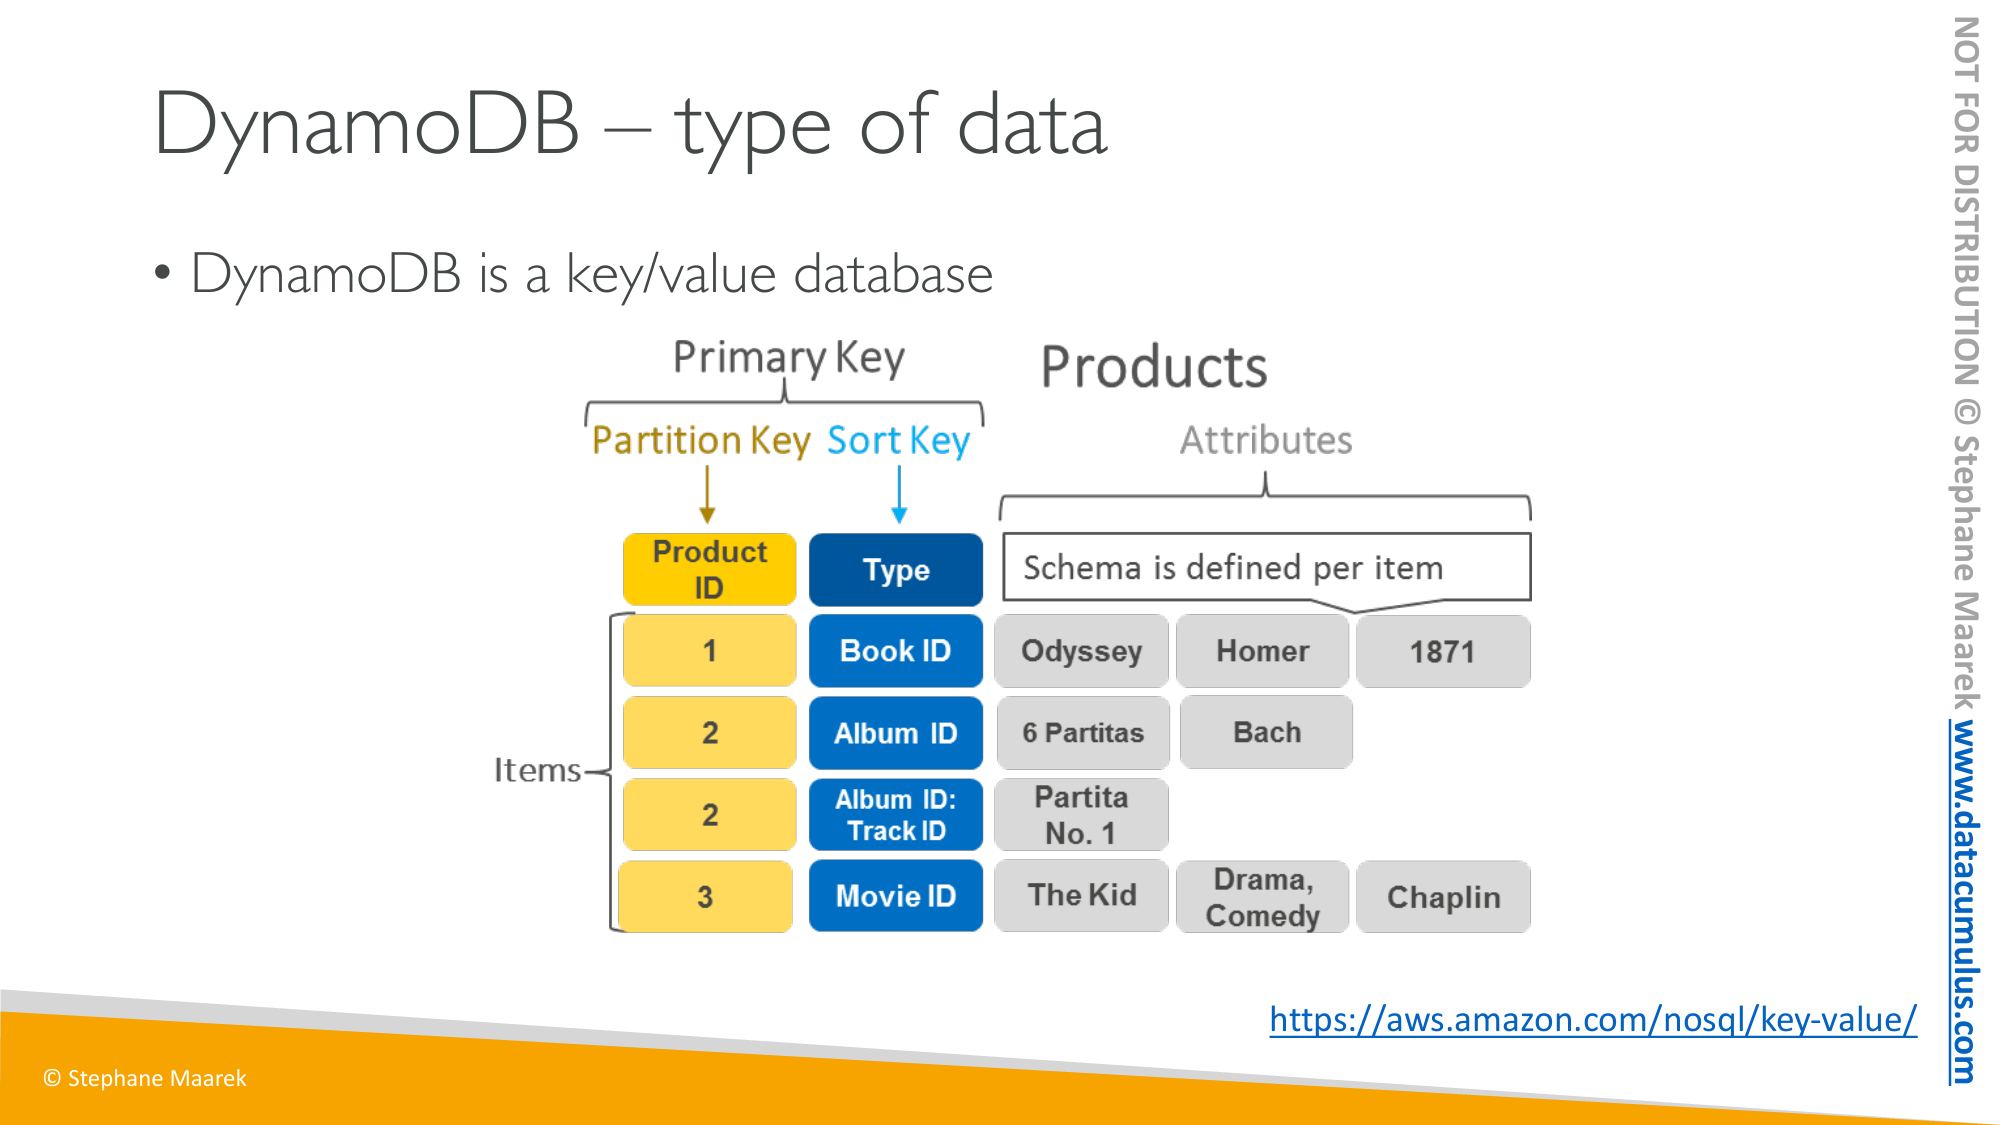 DynamoDB – type of data
• DynamoDB is a key/value database
Primary Key
Products
Partition Key Sort Key
Attributes
Product
ID
Type
Schema is defined per item
Items
1 Book ID Odyssey Homer 1871
2 Album ID 6 Partitas Bach
2 Album ID:
Track ID Partita
No. 1
3 Movie ID The Kid Drama,
Comedy Chaplin
https://aws.amazon.com/nosql/key-value/
© Stephane Maarek
NOT FOR DISTRIBUTION © Stephane Maarek www.datacumulus.com